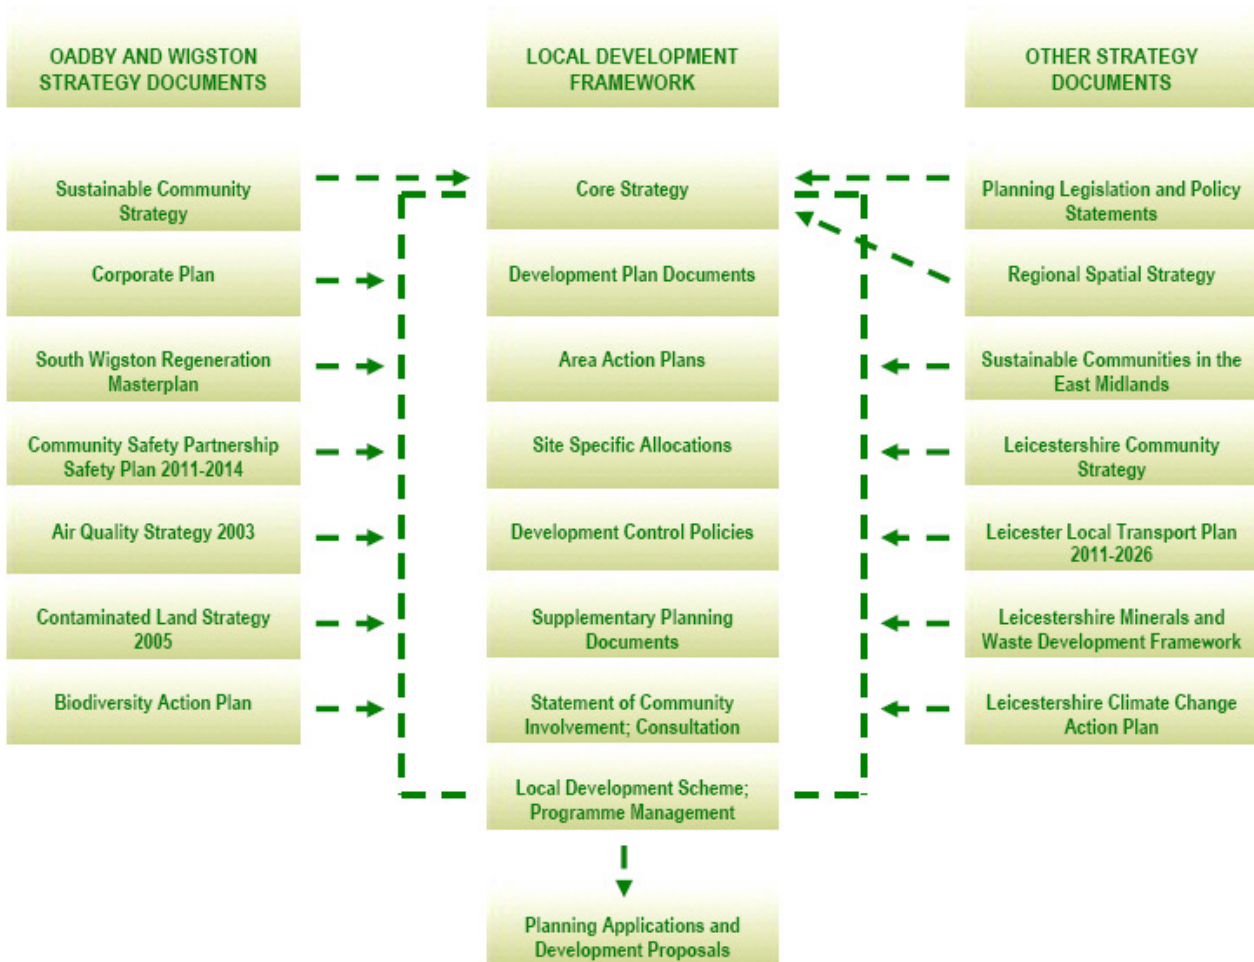 OADBY AND WIGSTON
STRATEGY DOCUMENTS
LOCAL DEVELOPMENT
FRAMEWORK
OTHER STRATEGY
DOCUMENTS
Sustainable Community
Strategy
Core Strategy
Planning Legislation and Policy
Statements
Corporate Plan
Development Plan Documents
Regional Spatial Strategy
South Wigston Regeneration
Masterplan
Area Action Plans
Sustainable Communities in the
East Midlands
Community Safety Partnership
Safety Plan 2011-2014
Site Specific Allocations
Leicestershire Community
Strategy
Air Quality Strategy 2003
Development Control Policies
Leicester Local Transport Plan
2011-2026
Contaminated Land Strategy
2005
Supplementary Planning
Documents
Leicestershire Minerals and
Waste Development Framework
Biodiversity Action Plan
Statement of Community
Involvement; Consultation
Leicestershire Climate Change
Action Plan
Local Development Scheme;
Programme Management
Planning Applications and
Development Proposals